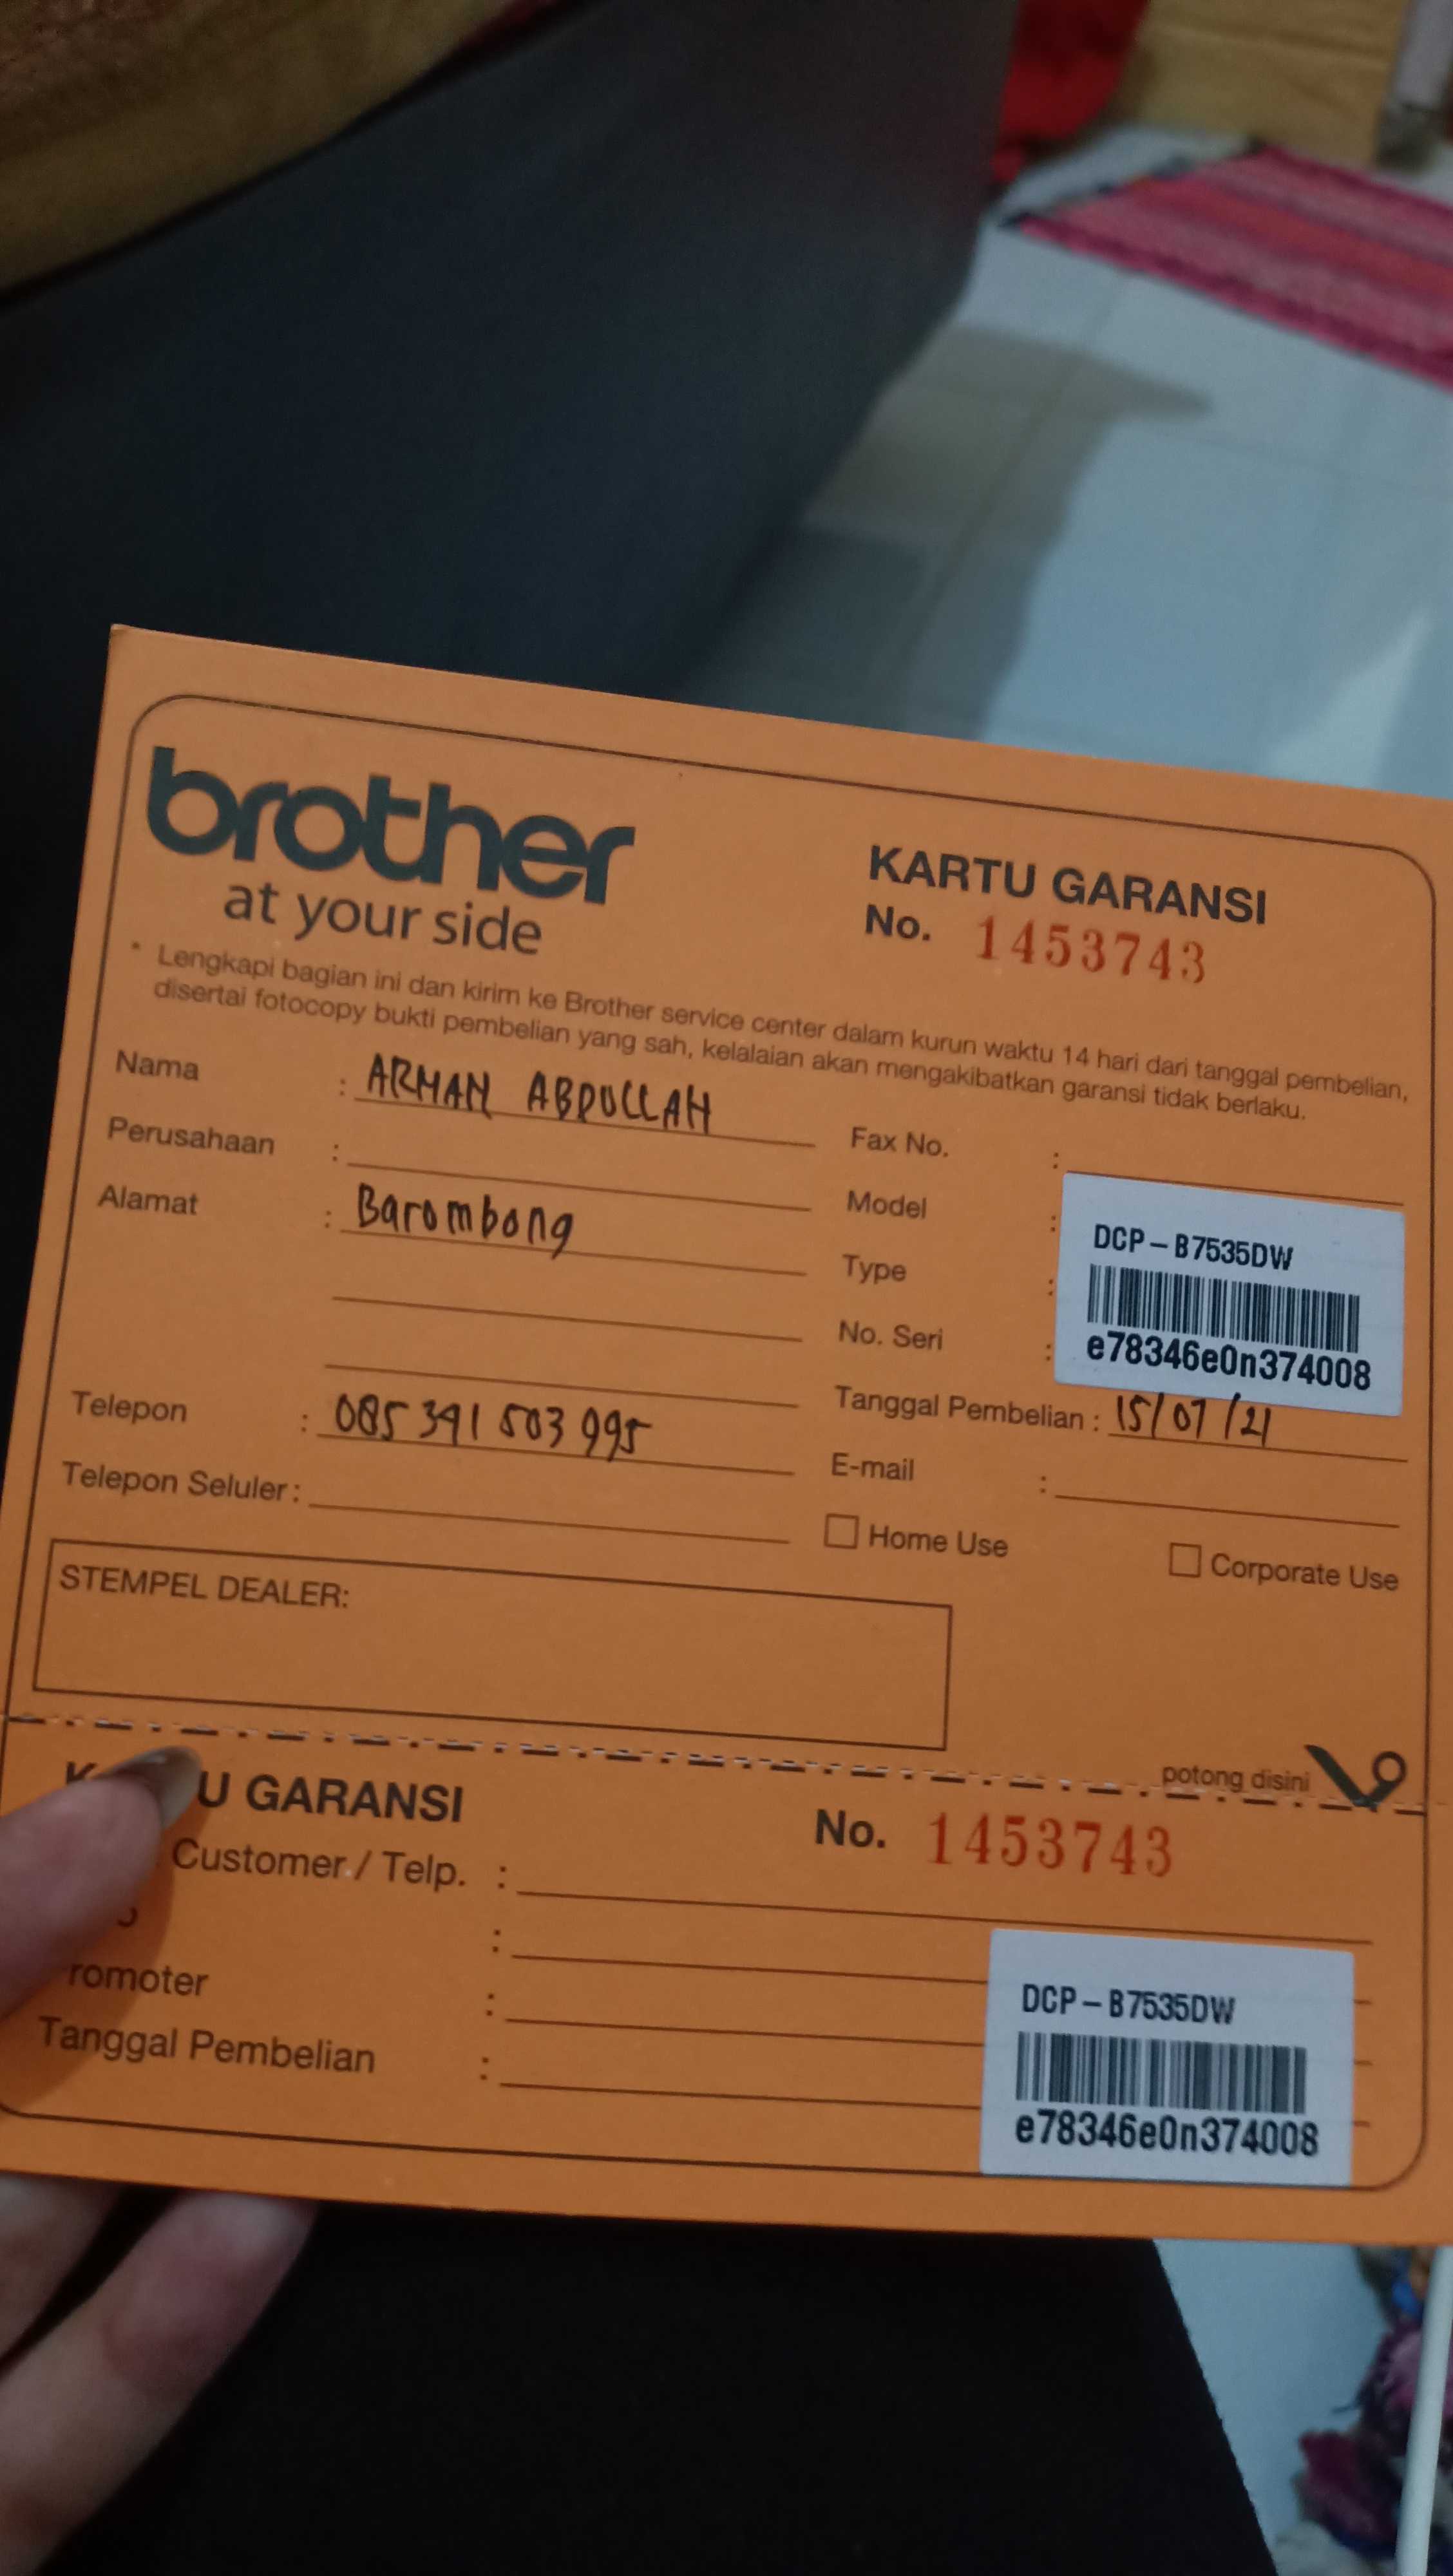 brother
at your side
KARTU GARANSI
No. 1453743
* Lengkapi bagian ini dan kirim ke Brother service center dalam kurun waktu 14 hari dari tanggal pembelian,
disertai fotocopy bukti pembelian yang sah, kelalaian akan mengakibatkan garansi tidak berlaku.
Nama : ARMAN ABDULLAH
Perusahaan :
Alamat : Barombong
Telepon : 085 391 503 995
Telepon Seluler :
Fax No. :
Model : DCP-B7535DW
Type :
No. Seri : e78346e0n374008
Tanggal Pembelian : 15/07/21
E-mail :
Home Use
Corporate Use
STEMPEL DEALER:
potong disini
U GARANSI
No. 1453743
Customer / Telp. :
romoter :
Tanggal Pembelian :
DCP-B7535DW
e78346e0n374008